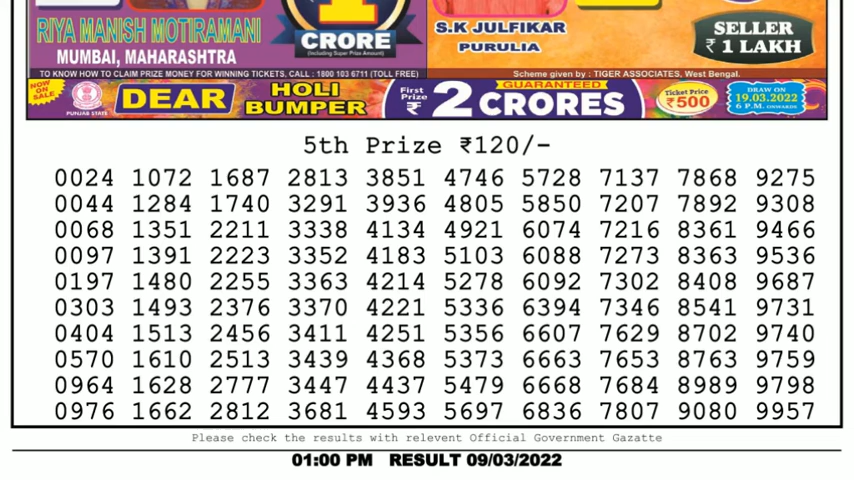 RIYA MANISH MOTIRAMANI
MUMBAI, MAHARASHTRA
1
CRORE
(Including Super Prize Amount)
S.K JULFIKAR
PURULIA
SELLER
₹ 1 LAKH
TO KNOW HOW TO CLAIM PRIZE MONEY FOR WINNING TICKETS. CALL : 1800 103 6711 (TOLL FREE)
Scheme given by : TIGER ASSOCIATES, West Bengal.
NOW ON SALE
PUNJAB STATE
DEAR
HOLI BUMPER
First Prize ₹
GUARANTEED
2 CRORES
Ticket Price
₹500
DRAW ON
19.03.2022
6 P.M. ONWARDS
5th Prize ₹120/-
0024 1072 1687 2813 3851 4746 5728 7137 7868 9275
0044 1284 1740 3291 3936 4805 5850 7207 7892 9308
0068 1351 2211 3338 4134 4921 6074 7216 8361 9466
0097 1391 2223 3352 4183 5103 6088 7273 8363 9536
0197 1480 2255 3363 4214 5278 6092 7302 8408 9687
0303 1493 2376 3370 4221 5336 6394 7346 8541 9731
0404 1513 2456 3411 4251 5356 6607 7629 8702 9740
0570 1610 2513 3439 4368 5373 6663 7653 8763 9759
0964 1628 2777 3447 4437 5479 6668 7684 8989 9798
0976 1662 2812 3681 4593 5697 6836 7807 9080 9957
Please check the results with relevent Official Government Gazatte
01:00 PM RESULT 09/03/2022